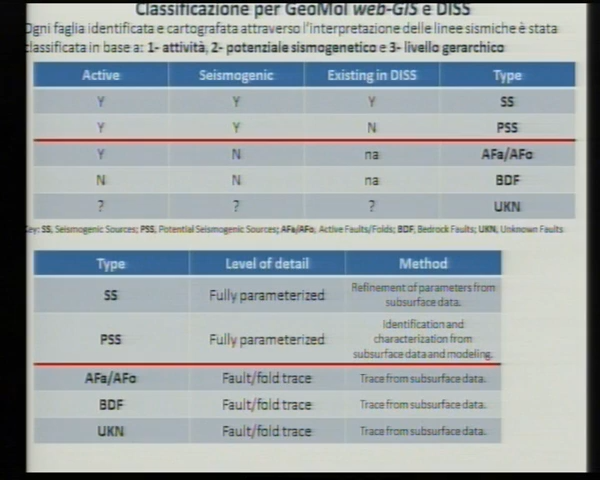 Classificazione per GeoMol web-GIS e DISS
Ogni faglia identificata e cartografata attraverso l'interpretazione delle linee sismiche è stata
classificata in base a: 1- attività, 2- potenziale sismogenetico e 3- livello gerarchico
Active Seismogenic Existing in DISS Type
Y Y Y SS
Y Y N PSS
Y N na AFa/AFo
N N na BDF
? ? ? UKN
Key: SS, Seismogenic Sources; PSS, Potential Seismogenic Sources; AFa/AFo, Active Faults/Folds; BDF, Bedrock Faults; UKN, Unknown Faults
Type Level of detail Method
SS Fully parameterized Refinement of parameters from
subsurface data.
PSS Fully parameterized Identification and
characterization from
subsurface data and modeling.
AFa/AFo Fault/fold trace Trace from subsurface data.
BDF Fault/fold trace Trace from subsurface data.
UKN Fault/fold trace Trace from subsurface data.